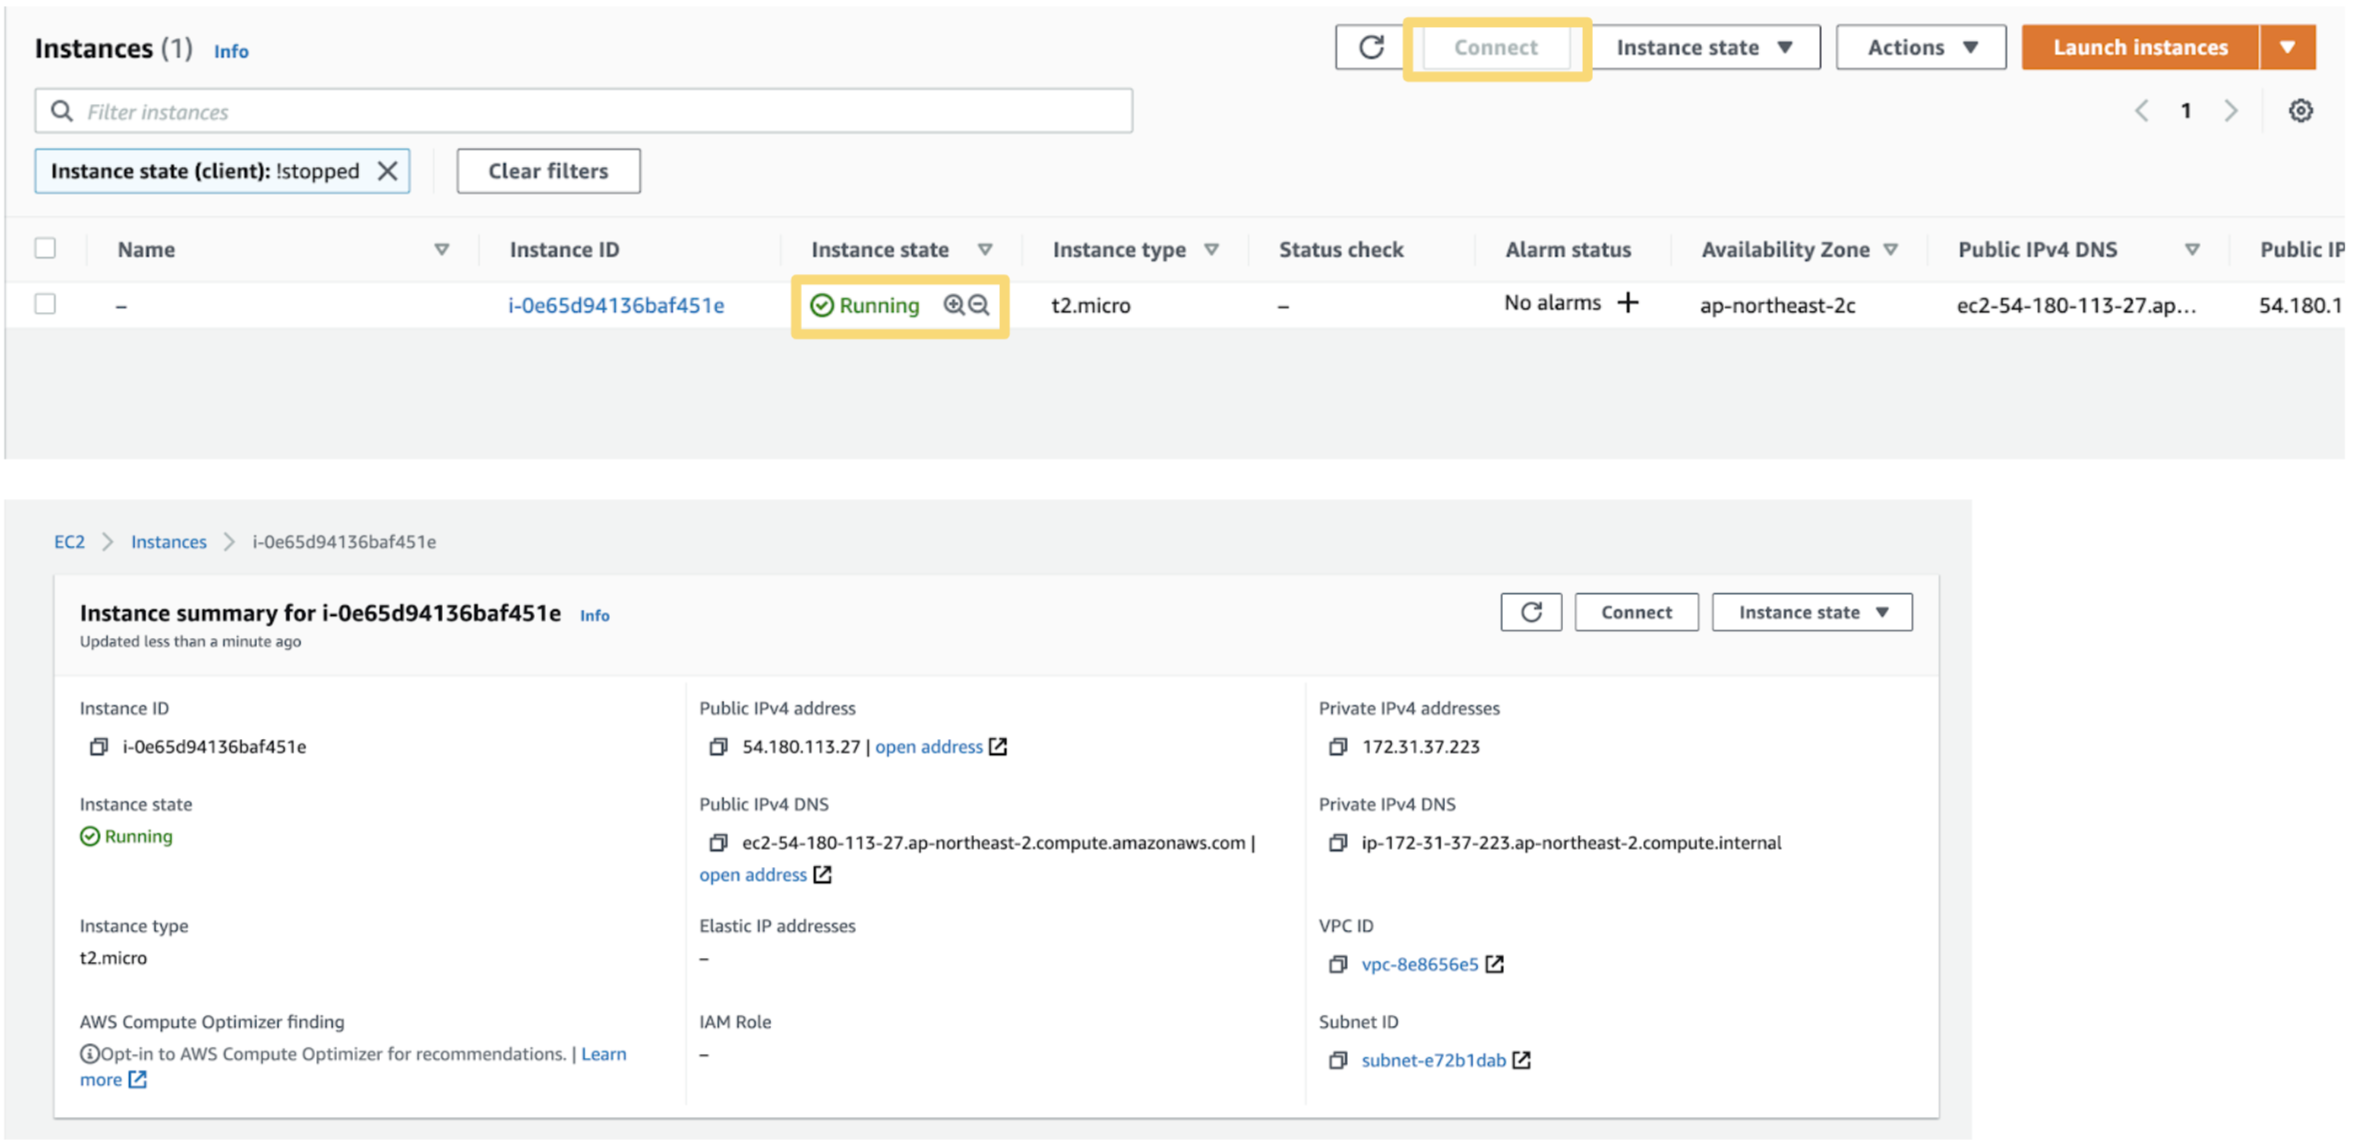 Instances (1) Info
Connect
Instance state
Actions
Launch instances
Filter instances
1
Instance state (client): !stopped
Clear filters
Name
Instance ID
Instance state
Instance type
Status check
Alarm status
Availability Zone
Public IPv4 DNS
Public IP
–
i-0e65d94136baf451e
Running
t2.micro
–
No alarms +
ap-northeast-2c
ec2-54-180-113-27.ap...
54.180.1
EC2 > Instances > i-0e65d94136baf451e
Instance summary for i-0e65d94136baf451e Info
Updated less than a minute ago
Connect
Instance state
Instance ID
i-0e65d94136baf451e
Public IPv4 address
54.180.113.27 | open address
Private IPv4 addresses
172.31.37.223
Instance state
Running
Public IPv4 DNS
ec2-54-180-113-27.ap-northeast-2.compute.amazonaws.com |
open address
Private IPv4 DNS
ip-172-31-37-223.ap-northeast-2.compute.internal
Instance type
t2.micro
Elastic IP addresses
–
VPC ID
vpc-8e8656e5
AWS Compute Optimizer finding
Opt-in to AWS Compute Optimizer for recommendations. | Learn
more
IAM Role
–
Subnet ID
subnet-e72b1dab